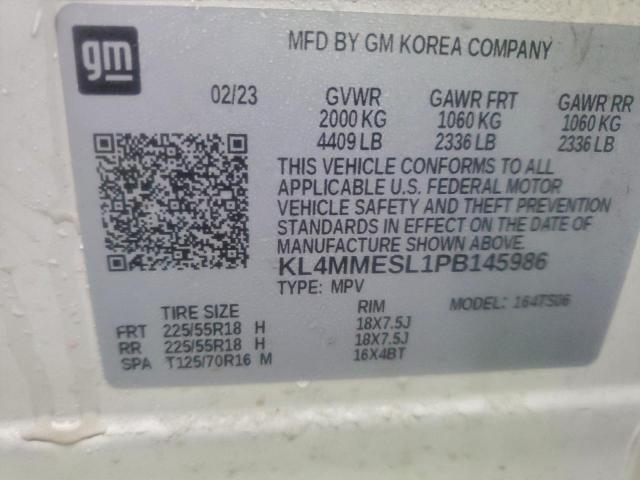 gm
MFD BY GM KOREA COMPANY
02/23 GVWR GAWR FRT GAWR RR
2000 KG 1060 KG 1060 KG
4409 LB 2336 LB 2336 LB
THIS VEHICLE CONFORMS TO ALL
APPLICABLE U.S. FEDERAL MOTOR
VEHICLE SAFETY AND THEFT PREVENTION
STANDARDS IN EFFECT ON THE DATE OF
MANUFACTURE SHOWN ABOVE.
KL4MMESL1PB145986
TYPE: MPV MODEL: 164TS06
TIRE SIZE RIM
FRT 225/55R18 H 18X7.5J
RR 225/55R18 H 18X7.5J
SPA T125/70R16 M 16X4BT